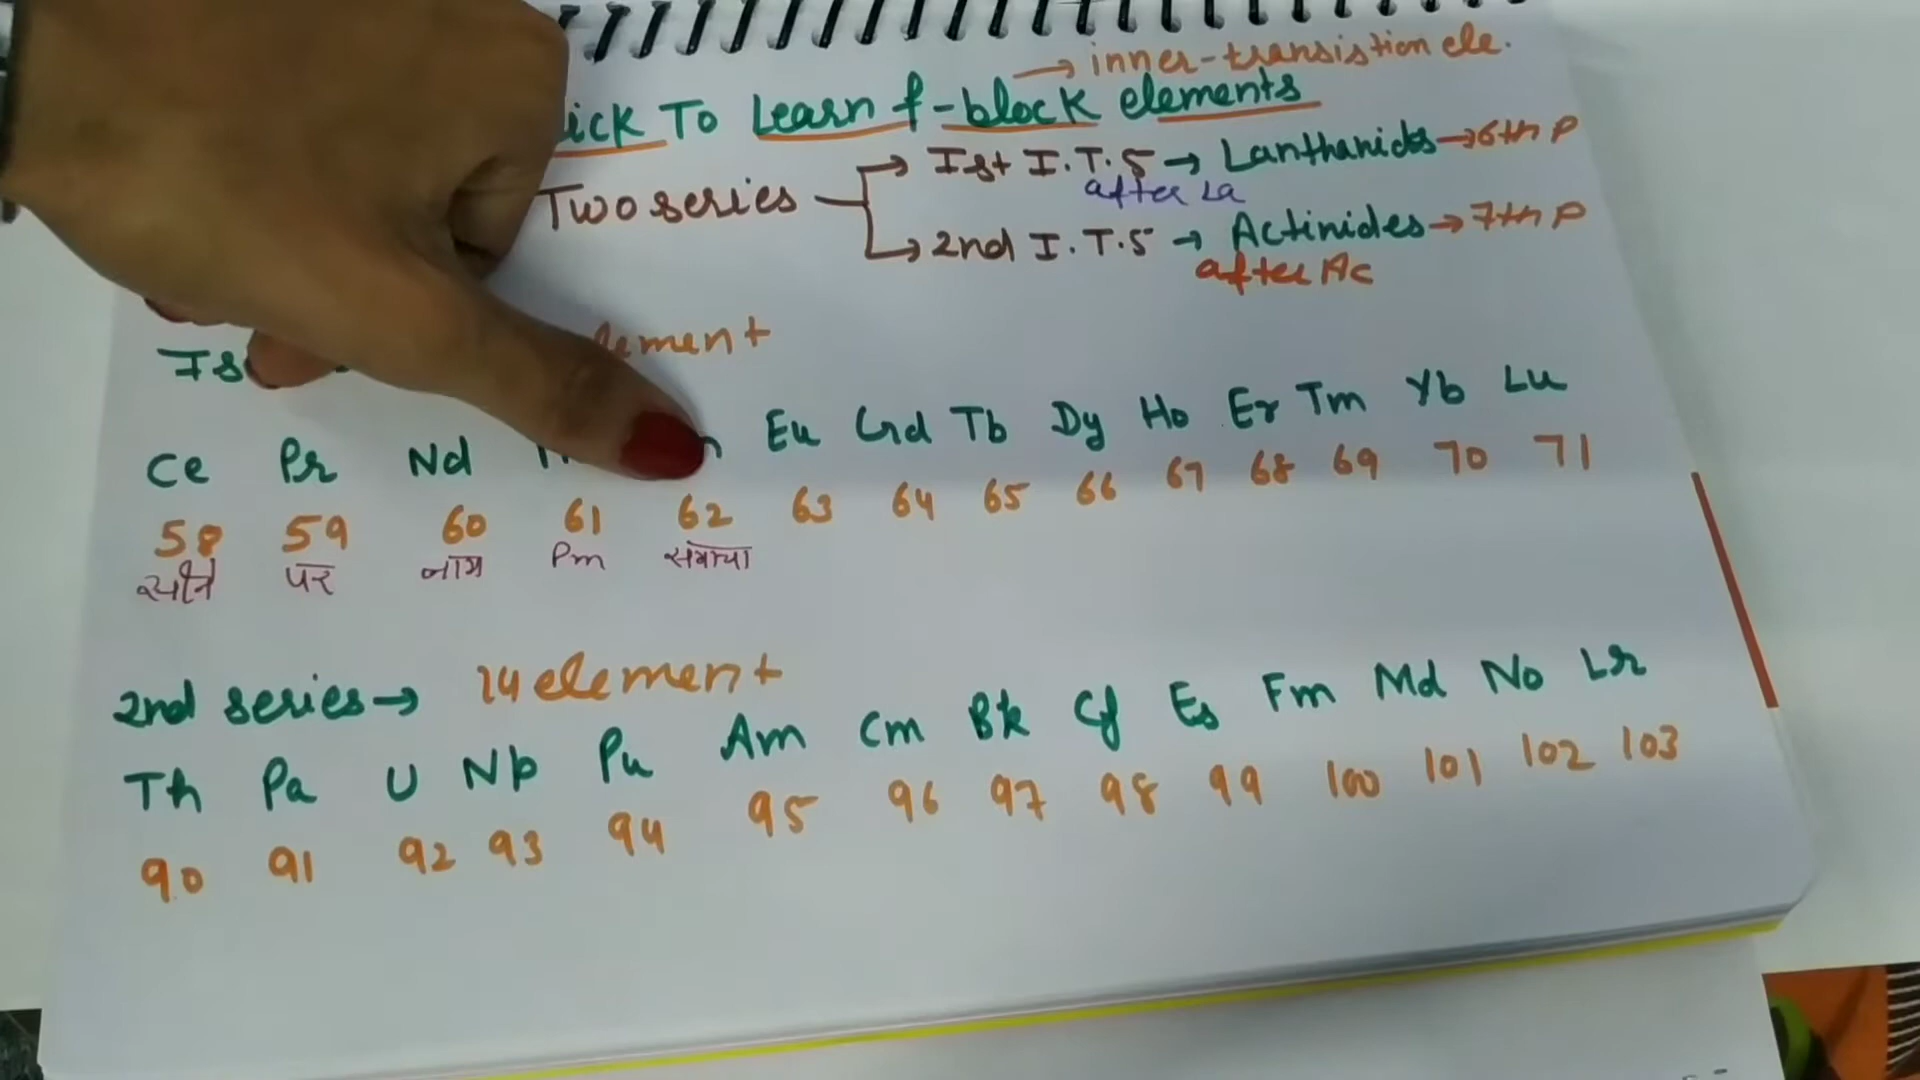 → inner-transistion ele.
ick To Learn f-block elements
Two series → Ist I.T.S → Lanthanides → 6th P
after La
→ 2nd I.T.S → Actinides → 7th P
after Ac
Is element
Ce Pr Nd Eu Gd Tb Dy Ho Er Tm Yb Lu
58 59 60 61 62 63 64 65 66 67 68 69 70 71
पर नाम Pm
2nd series → 14 element
Th Pa U Np Pu Am Cm Bk Cf Es Fm Md No Lr
90 91 92 93 94 95 96 97 98 99 100 101 102 103